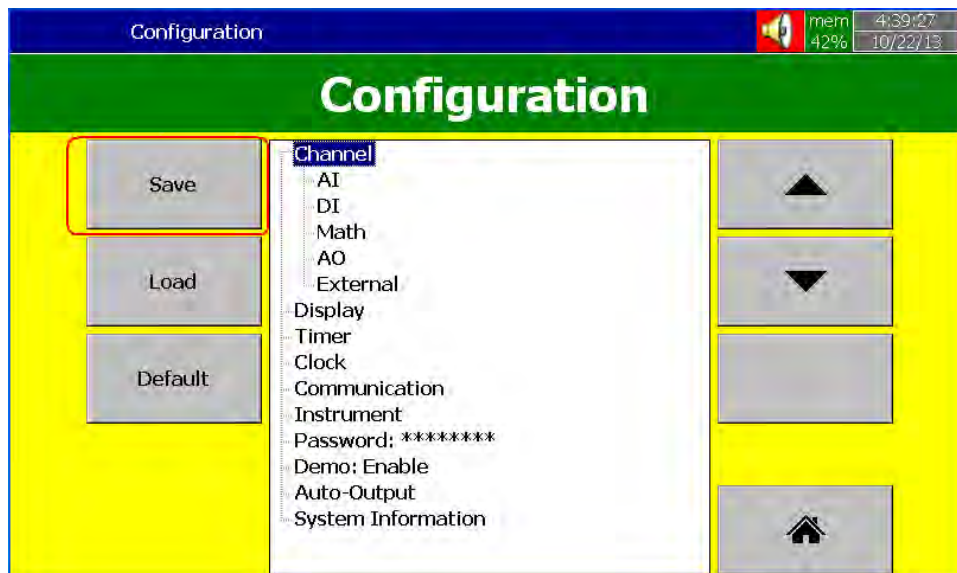 Configuration
mem
42%
4:39:27
10/22/13
Configuration
Save
Load
Default
Channel
AI
DI
Math
AO
External
Display
Timer
Clock
Communication
Instrument
Password: ********
Demo: Enable
Auto-Output
System Information